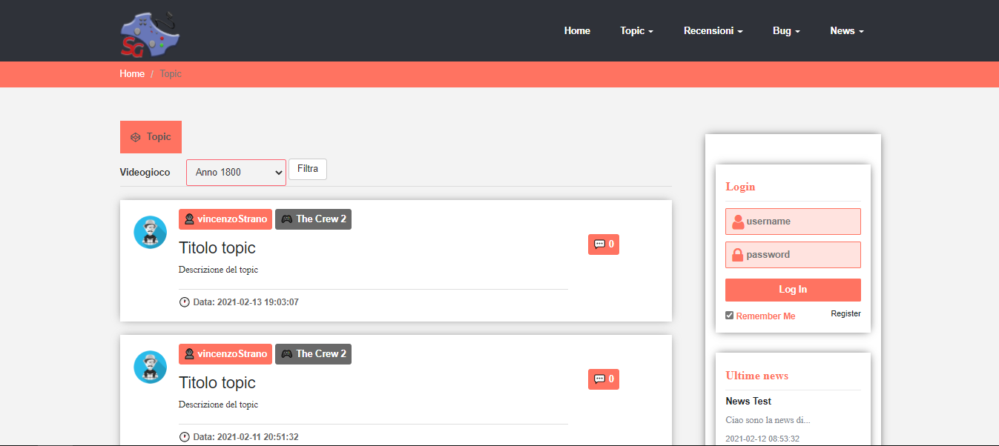 SG
Home Topic Recensioni Bug News
Home / Topic
Topic
Videogioco Anno 1800 Filtra
vincenzoStrano The Crew 2
Titolo topic
Descrizione del topic
0
Data: 2021-02-13 19:03:07
vincenzoStrano The Crew 2
Titolo topic
Descrizione del topic
0
Data: 2021-02-11 20:51:32
Login
username
password
Log In
Remember Me Register
Ultime news
News Test
Ciao sono la news di...
2021-02-12 08:53:32